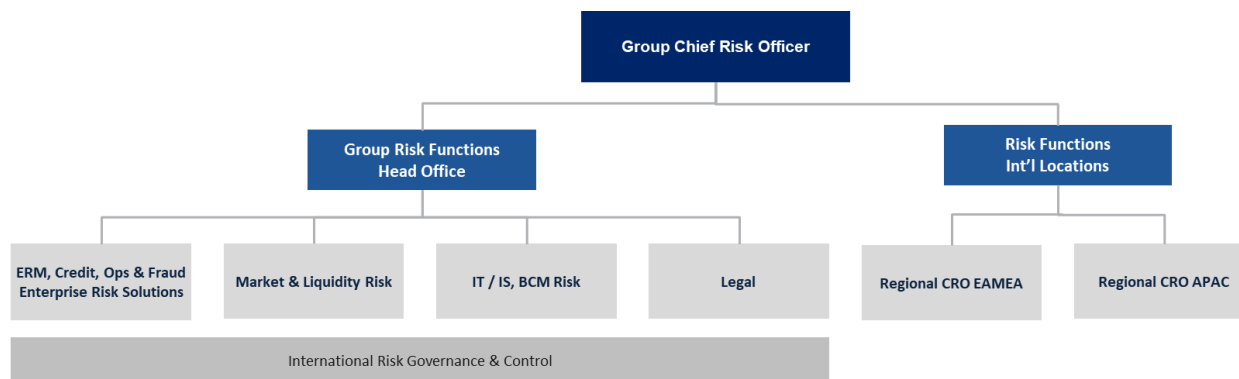 Group Chief Risk Officer
Group Risk Functions
Head Office
Risk Functions
Int'l Locations
ERM, Credit, Ops & Fraud
Enterprise Risk Solutions
Market & Liquidity Risk
IT / IS, BCM Risk
Legal
Regional CRO EAMEA
Regional CRO APAC
International Risk Governance & Control